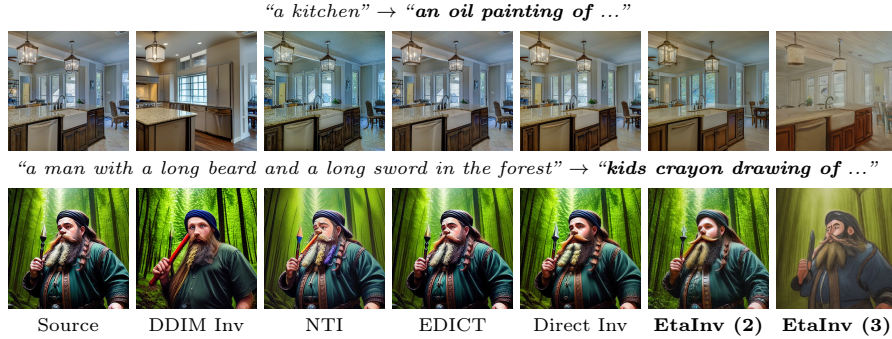 “a kitchen” → “an oil painting of ...”
“a man with a long beard and a long sword in the forest” → “kids crayon drawing of ...”
Source DDIM Inv NTI EDICT Direct Inv EtaInv (2) EtaInv (3)